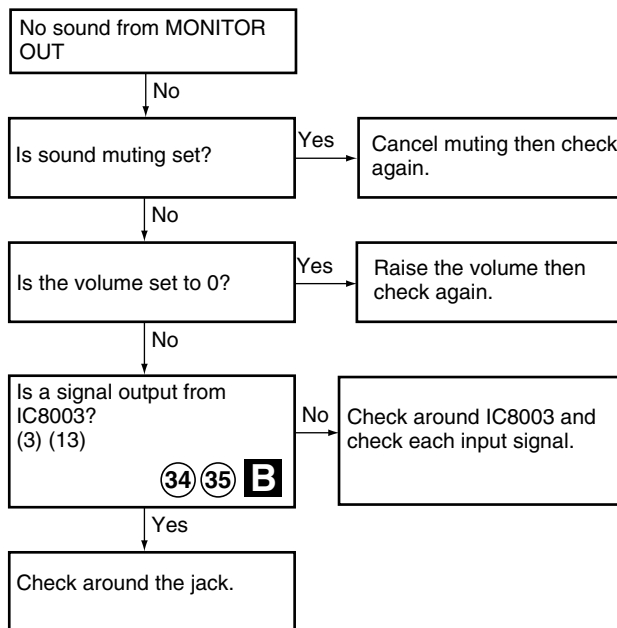 No sound from MONITOR
OUT
No
Is sound muting set?
Yes
Cancel muting then check
again.
No
Is the volume set to 0?
Yes
Raise the volume then
check again.
No
Is a signal output from
IC8003?
(3) (13)
34 35 B
No
Check around IC8003 and
check each input signal.
Yes
Check around the jack.